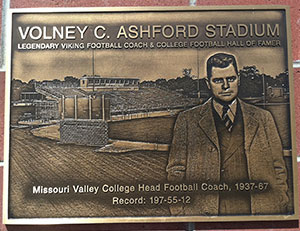 VOLNEY C. ASHFORD STADIUM
LEGENDARY VIKING FOOTBALL COACH & COLLEGE FOOTBALL HALL OF FAMER
Missouri Valley College Head Football Coach, 1937-67
Record: 197-55-12